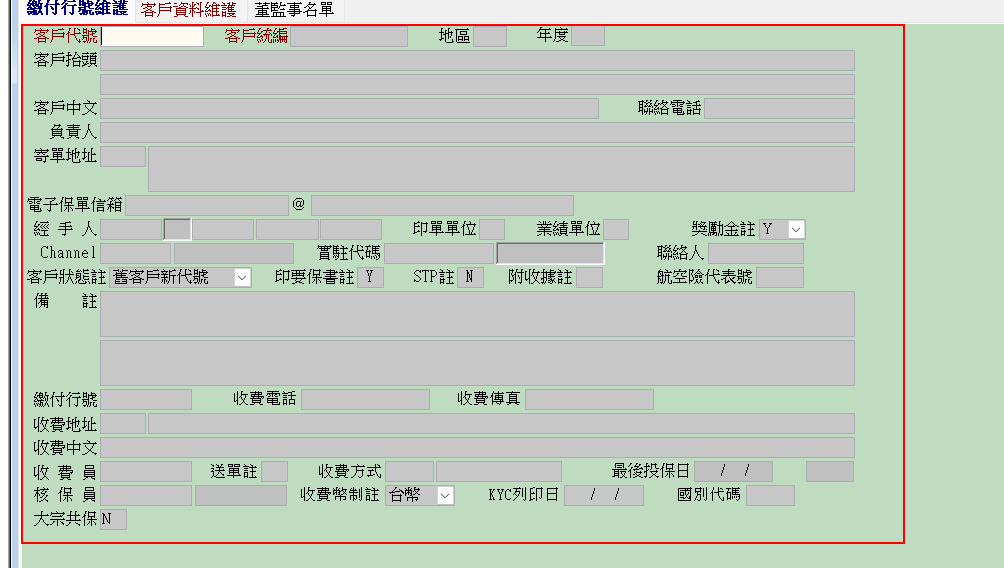 繳付行號維護 客戶資料維護 董監事名單
客戶代號 客戶統編 地區 年度
客戶抬頭
客戶中文 聯絡電話
負責人
寄單地址
電子保單信箱 @
經 手 人 印單單位 業績單位 獎勵金註 Y
Channel 實駐代碼 聯絡人
客戶狀態註 舊客戶新代號 印要保書註 Y STP註 N 附收據註 航空險代表號
備 註
繳付行號 收費電話 收費傳真
收費地址
收費中文
收 費 員 送單註 收費方式 最後投保日 / /
核 保 員 收費幣制註 台幣 KYC列印日 / / 國別代碼
大宗共保 N